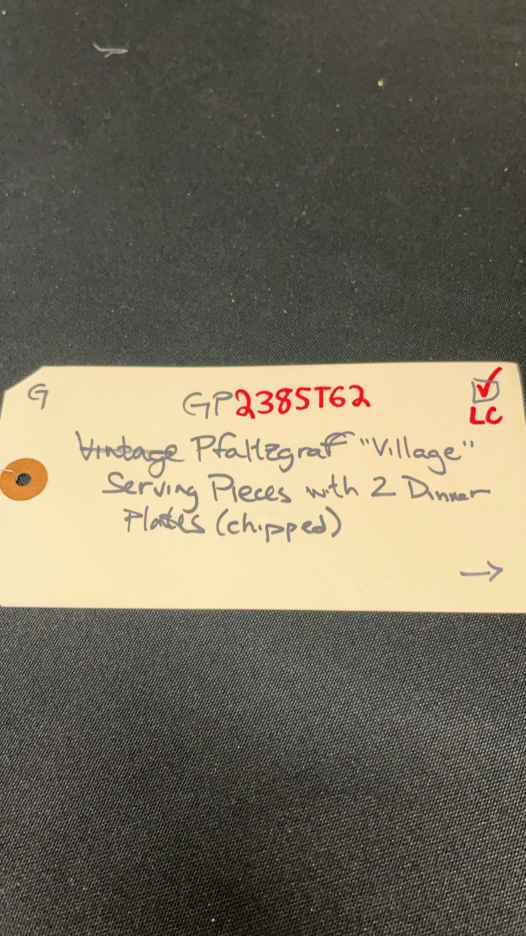 G
GP2385T62
LC
Vintage Pfaltzgraff "Village"
Serving Pieces with 2 Dinner
Plates (chipped)
→